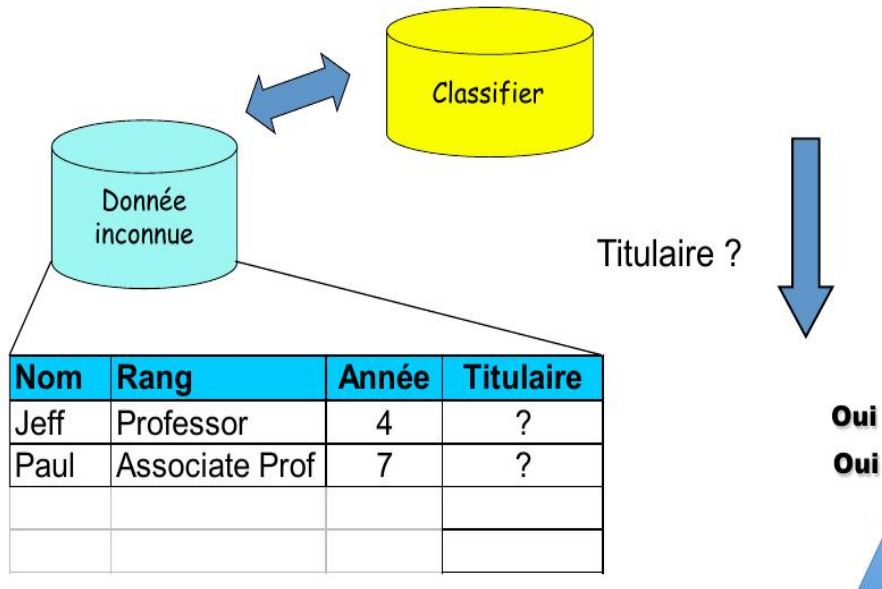 Classifier
Donnée
inconnue
Titulaire ?
Nom Rang Année Titulaire
Jeff Professor 4 ?
Oui
Paul Associate Prof 7 ?
Oui